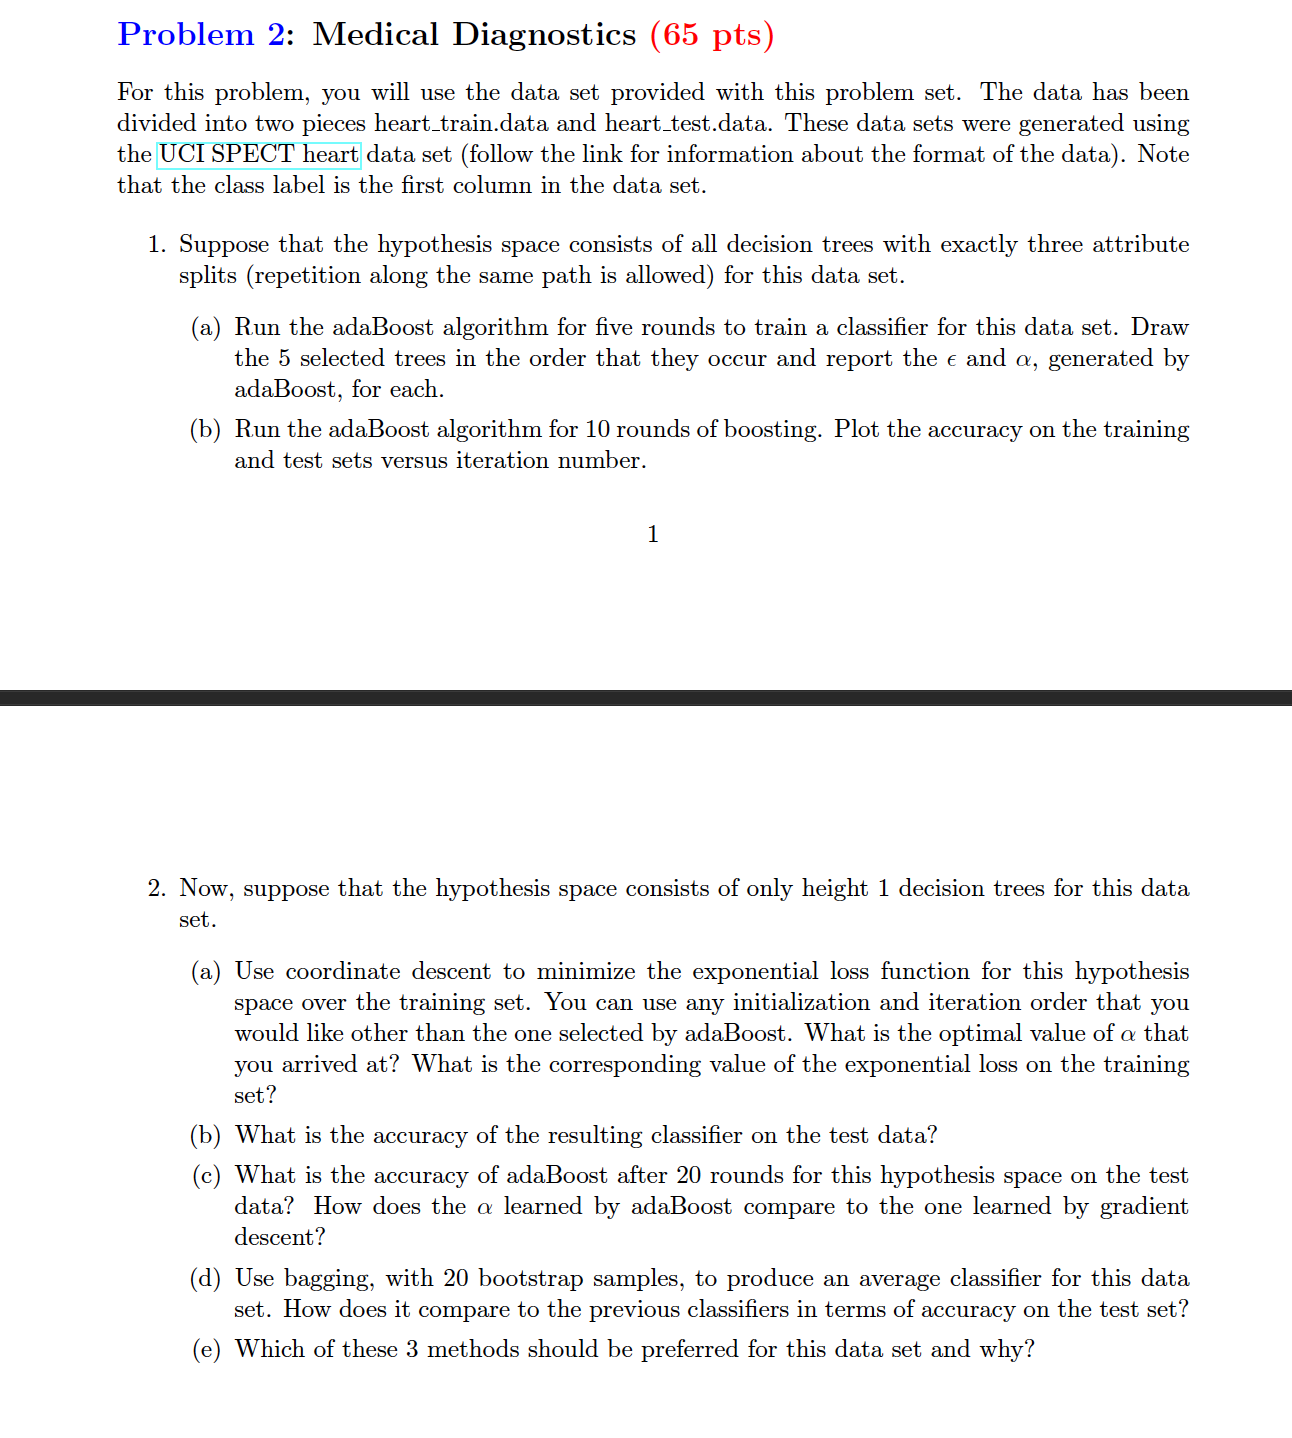 Problem 2: Medical Diagnostics (65 pts)
For this problem, you will use the data set provided with this problem set. The data has been
divided into two pieces heart_train.data and heart_test.data. These data sets were generated using
the UCI SPECT heart data set (follow the link for information about the format of the data). Note
that the class label is the first column in the data set.
1. Suppose that the hypothesis space consists of all decision trees with exactly three attribute
splits (repetition along the same path is allowed) for this data set.
(a) Run the adaBoost algorithm for five rounds to train a classifier for this data set. Draw
the 5 selected trees in the order that they occur and report the ϵ and α, generated by
adaBoost, for each.
(b) Run the adaBoost algorithm for 10 rounds of boosting. Plot the accuracy on the training
and test sets versus iteration number.
1
2. Now, suppose that the hypothesis space consists of only height 1 decision trees for this data
set.
(a) Use coordinate descent to minimize the exponential loss function for this hypothesis
space over the training set. You can use any initialization and iteration order that you
would like other than the one selected by adaBoost. What is the optimal value of α that
you arrived at? What is the corresponding value of the exponential loss on the training
set?
(b) What is the accuracy of the resulting classifier on the test data?
(c) What is the accuracy of adaBoost after 20 rounds for this hypothesis space on the test
data? How does the α learned by adaBoost compare to the one learned by gradient
descent?
(d) Use bagging, with 20 bootstrap samples, to produce an average classifier for this data
set. How does it compare to the previous classifiers in terms of accuracy on the test set?
(e) Which of these 3 methods should be preferred for this data set and why?